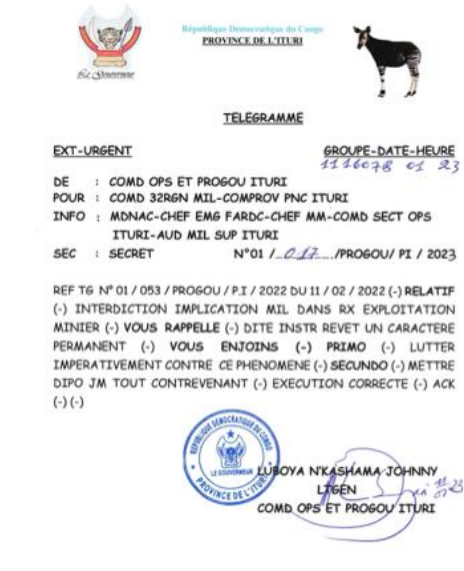 République Démocratique du Congo
PROVINCE DE L'ITURI
Le Gouverneur
TELEGRAMME
EXT-URGENT GROUPE-DATE-HEURE
111607B 01 23
DE : COMD OPS ET PROGOU ITURI
POUR : COMD 32RGN MIL-COMPROV PNC ITURI
INFO : MDNAC-CHEF EMG FARDC-CHEF MM-COMD SECT OPS
ITURI-AUD MIL SUP ITURI
SEC : SECRET N°01 / 017 /PROGOU/ PI / 2023
REF TG N° 01 / 053 / PROGOU / P.I / 2022 DU 11 / 02 / 2022 (-) RELATIF
(-) INTERDICTION IMPLICATION MIL DANS RX EXPLOITATION
MINIER (-) VOUS RAPPELLE (-) DITE INSTR REVET UN CARACTERE
PERMANENT (-) VOUS ENJOINS (-) PRIMO (-) LUTTER
IMPERATIVEMENT CONTRE CE PHENOMENE (-) SECUNDO (-) METTRE
DIPO JM TOUT CONTREVENANT (-) EXECUTION CORRECTE (-) ACK
(-) (-)
REPUBLIQUE DEMOCRATIQUE DU CONGO
LE GOUVERNEUR
PROVINCE DE L'ITURI
LUBOYA N'KASHAMA JOHNNY
LTGEN
COMD OPS ET PROGOU ITURI